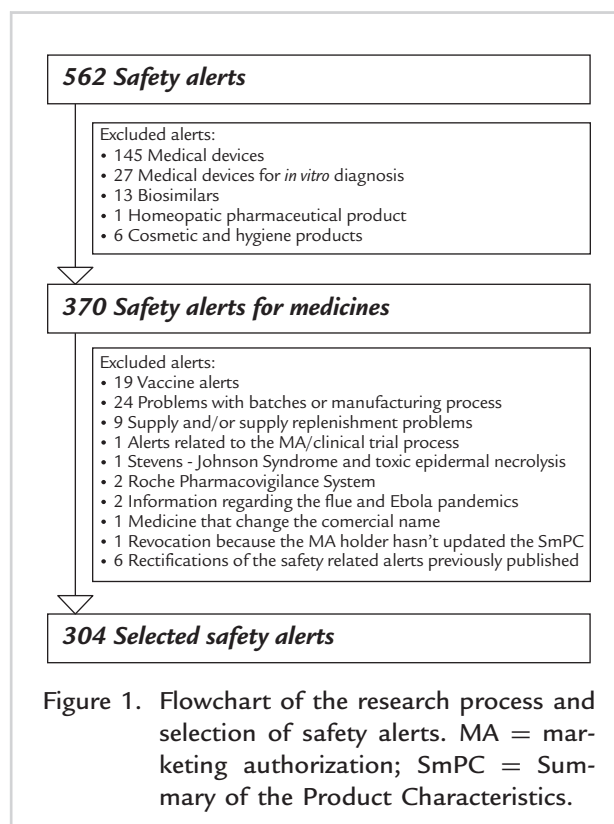 562 Safety alerts
Excluded alerts:
• 145 Medical devices
• 27 Medical devices for in vitro diagnosis
• 13 Biosimilars
• 1 Homeopatic pharmaceutical product
• 6 Cosmetic and hygiene products
370 Safety alerts for medicines
Excluded alerts:
• 19 Vaccine alerts
• 24 Problems with batches or manufacturing process
• 9 Supply and/or supply replenishment problems
• 1 Alerts related to the MA/clinical trial process
• 1 Stevens - Johnson Syndrome and toxic epidermal necrolysis
• 2 Roche Pharmacovigilance System
• 2 Information regarding the flue and Ebola pandemics
• 1 Medicine that change the comercial name
• 1 Revocation because the MA holder hasn't updated the SmPC
• 6 Rectifications of the safety related alerts previously published
304 Selected safety alerts
Figure 1. Flowchart of the research process and
selection of safety alerts. MA = mar-
keting authorization; SmPC = Sum-
mary of the Product Characteristics.